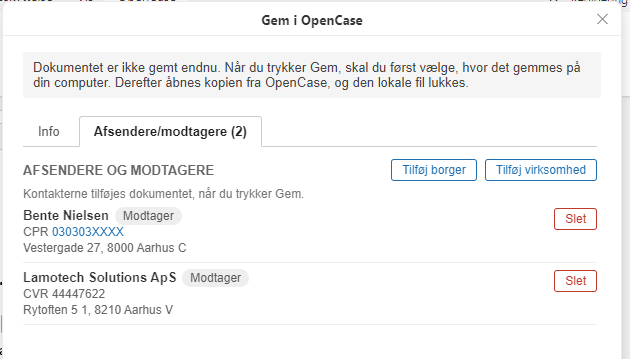 Gem i OpenCase
Dokumentet er ikke gemt endnu. Når du trykker Gem, skal du først vælge, hvor det gemmes på
din computer. Derefter åbnes kopien fra OpenCase, og den lokale fil lukkes.
Info
Afsendere/modtagere (2)
AFSENDERE OG MODTAGERE
Tilføj borger
Tilføj virksomhed
Kontakterne tilføjes dokumentet, når du trykker Gem.
Bente Nielsen Modtager
Slet
CPR 030303XXXX
Vestergade 27, 8000 Aarhus C
Lamotech Solutions ApS Modtager
Slet
CVR 44447622
Rytoften 5 1, 8210 Aarhus V